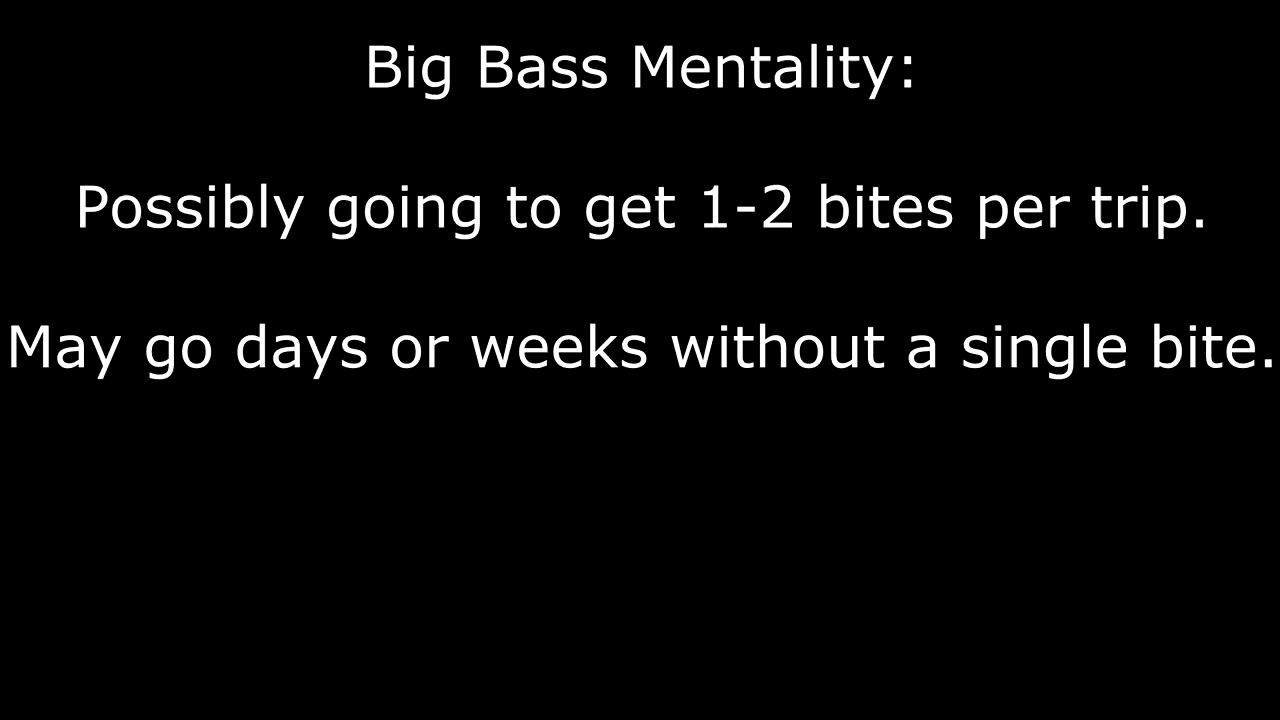 Big Bass Mentality:
Possibly going to get 1-2 bites per trip.
May go days or weeks without a single bite.